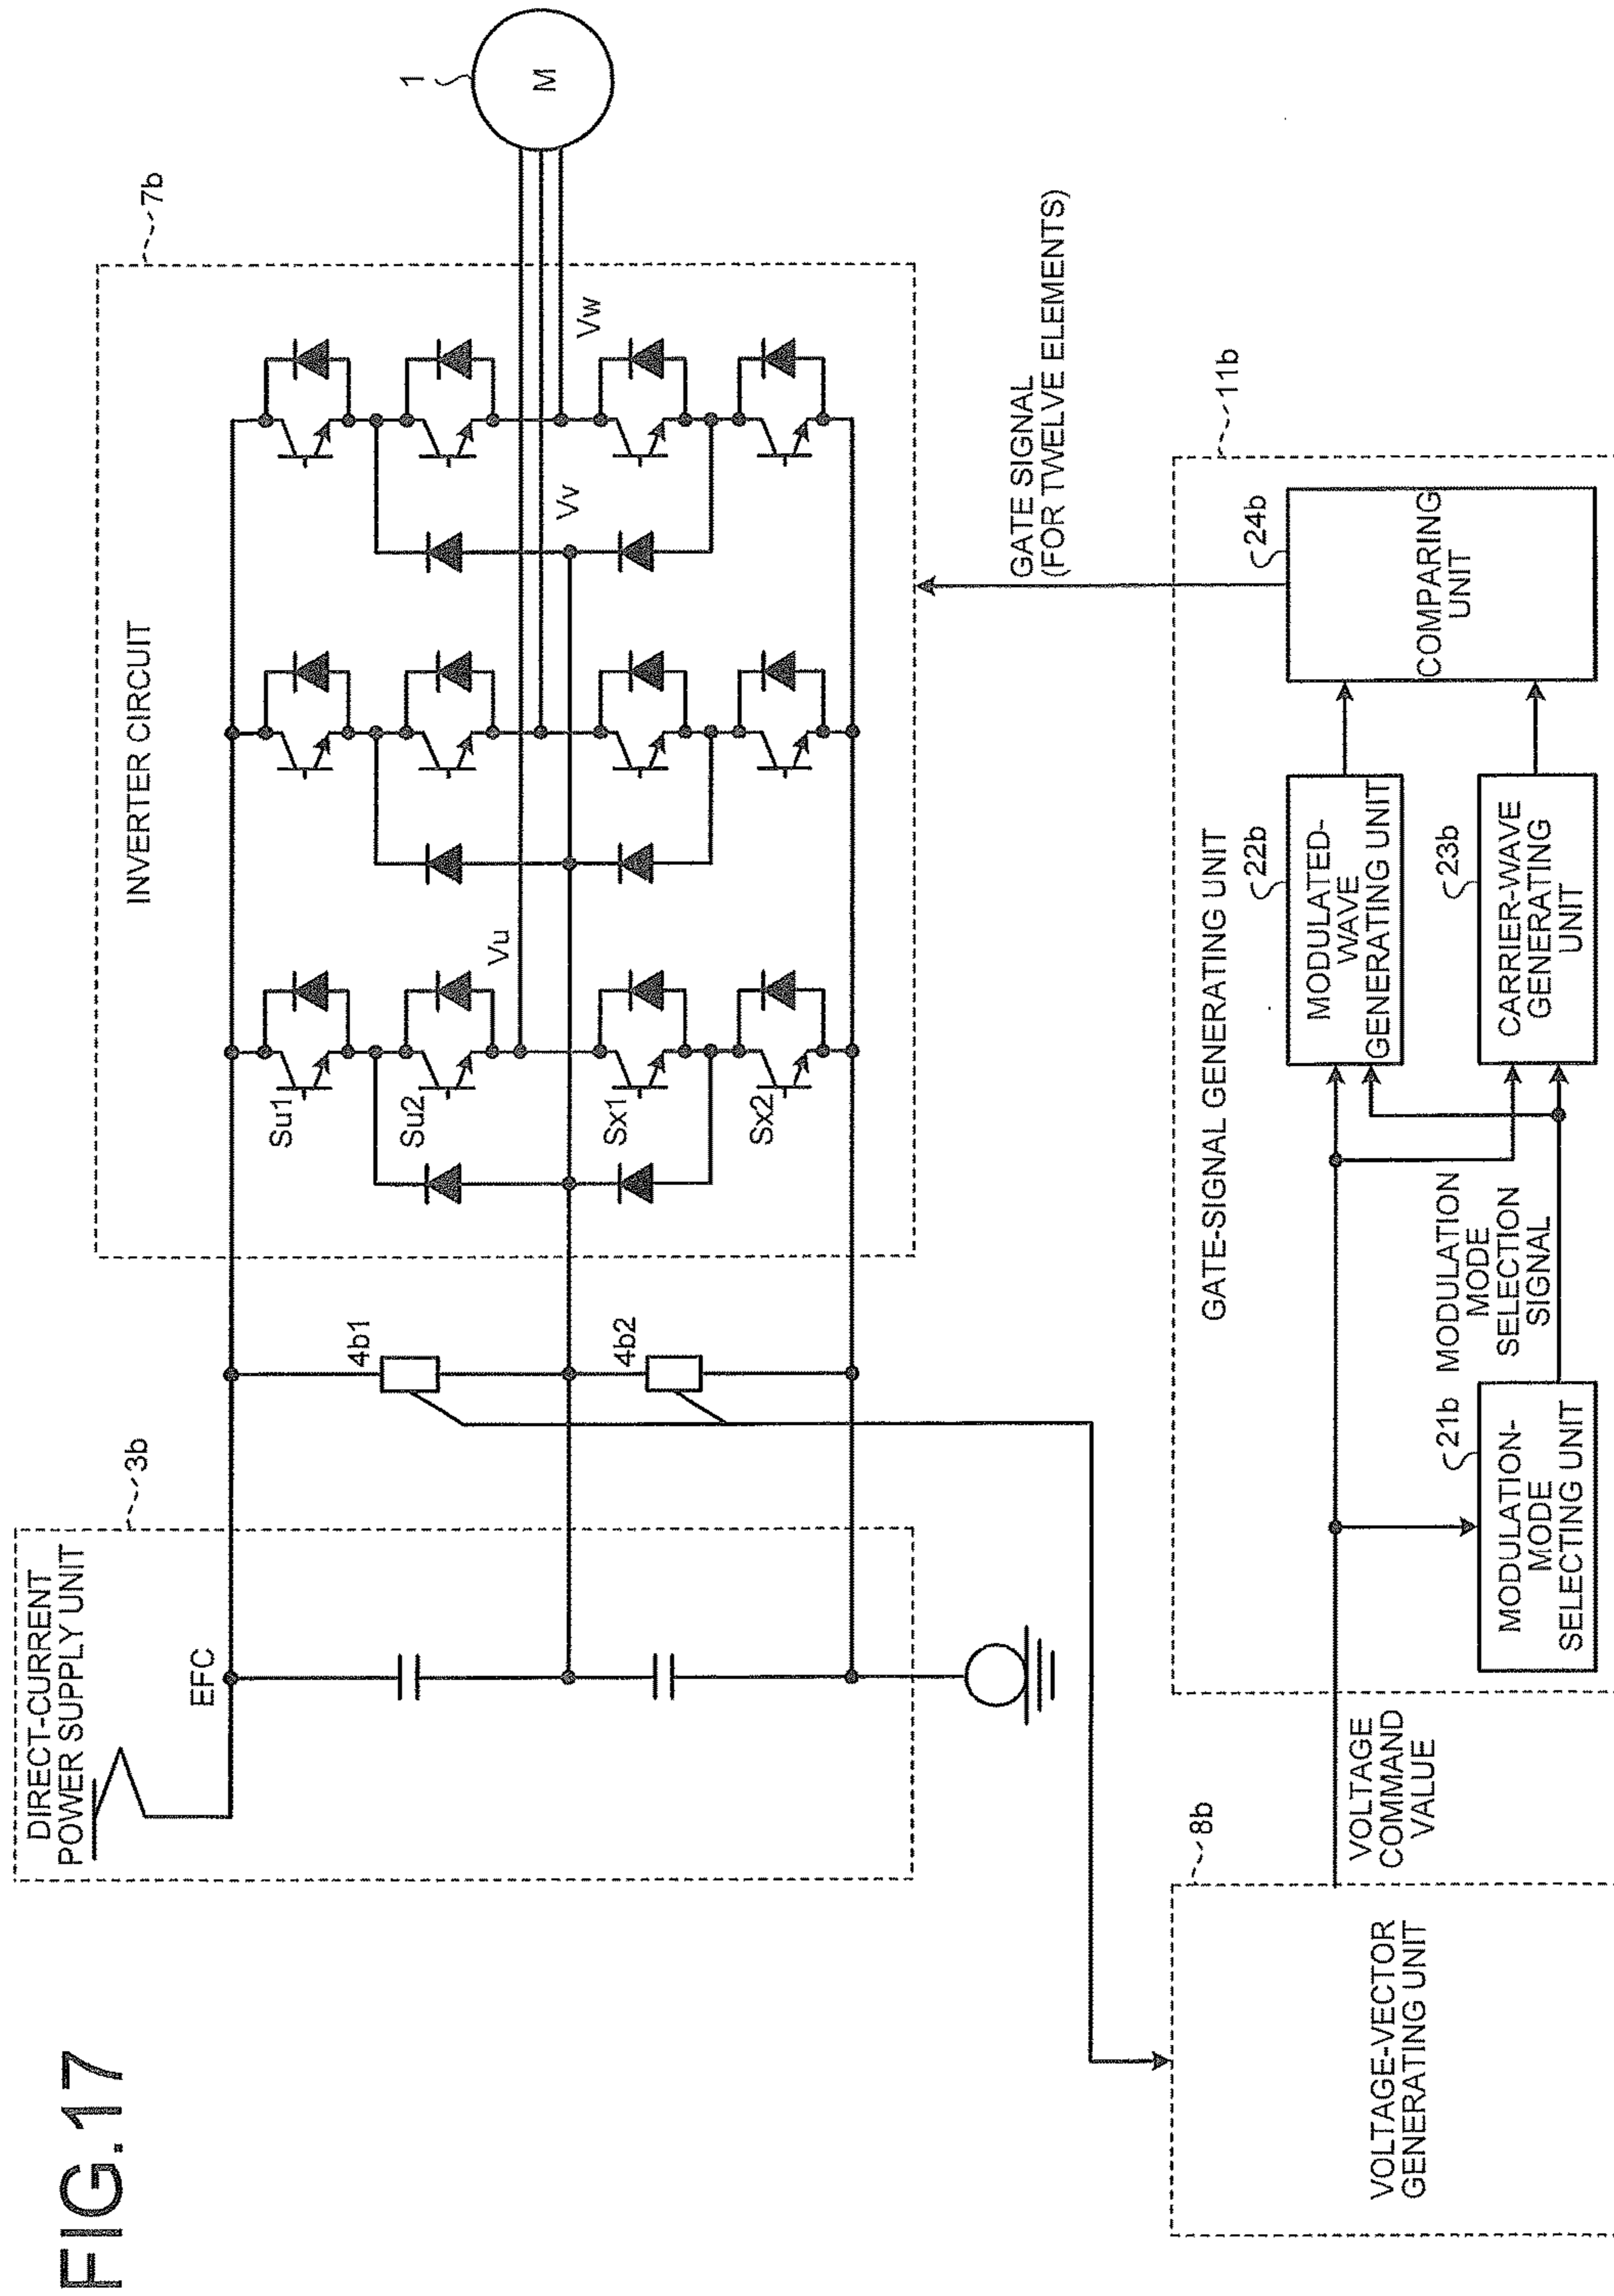 FIG.17
DIRECT-CURRENT
POWER SUPPLY UNIT
3b
EFC
4b1
4b2
INVERTER CIRCUIT
7b
Su1
Su2
Sx1
Sx2
Vu
Vv
Vw
1
M
GATE SIGNAL
(FOR TWELVE ELEMENTS)
8b
VOLTAGE-VECTOR
GENERATING UNIT
VOLTAGE
COMMAND
VALUE
GATE-SIGNAL GENERATING UNIT
11b
21b
MODULATION-
MODE
SELECTING UNIT
MODULATION
MODE
SELECTION
SIGNAL
22b
MODULATED-
WAVE
GENERATING UNIT
23b
CARRIER-WAVE
GENERATING
UNIT
24b
COMPARING
UNIT